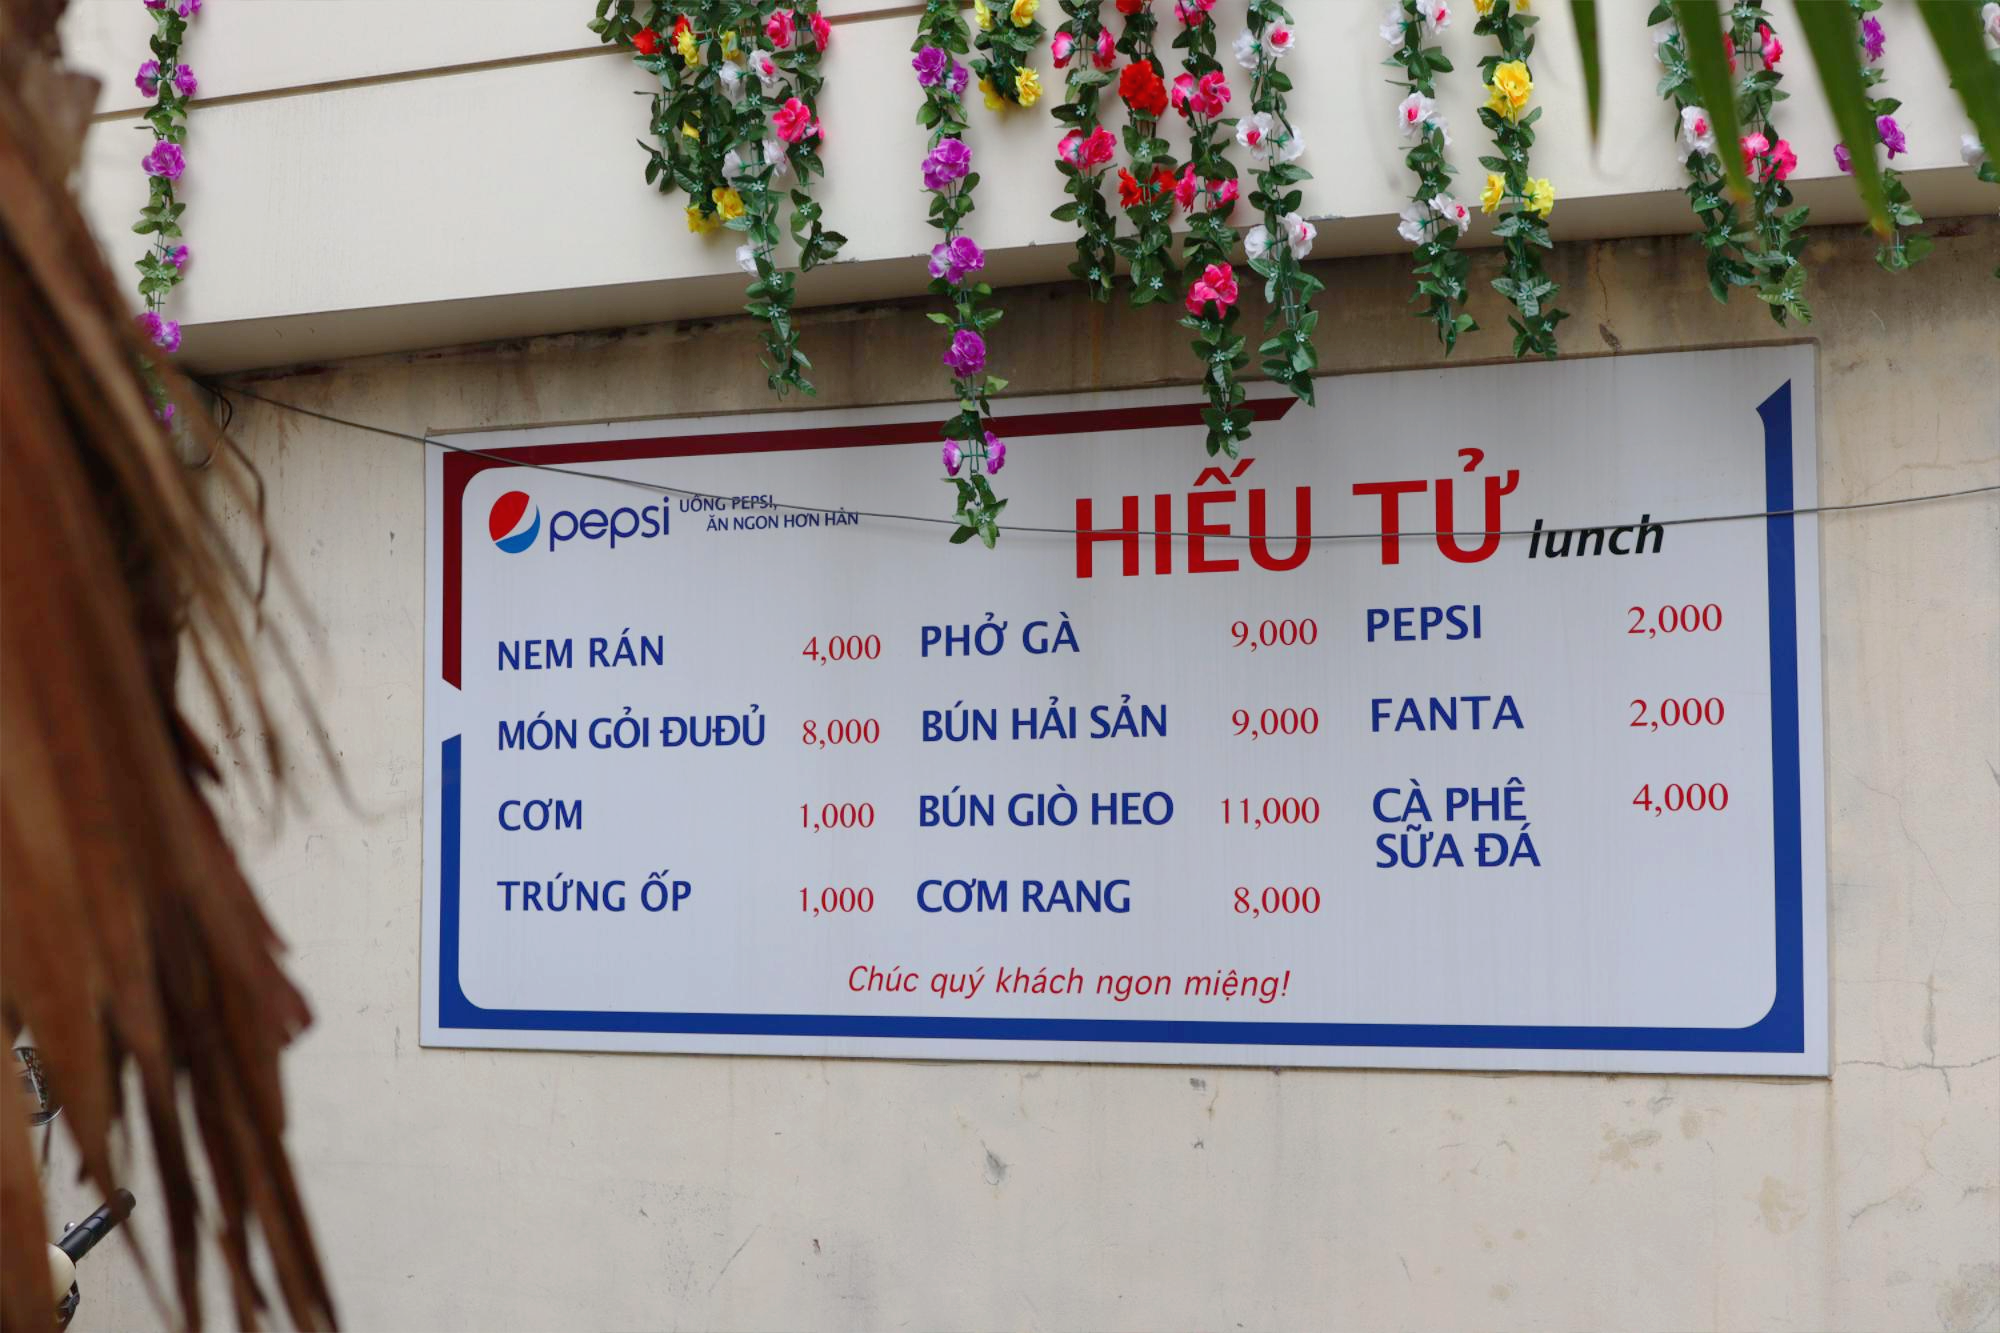 pepsi UỐNG PEPSI,
ĂN NGON HƠN HẲN
HIẾU TỬ lunch
NEM RÁN 4,000
MÓN GỎI ĐUĐỦ 8,000
CƠM 1,000
TRỨNG ỐP 1,000
PHỞ GÀ 9,000
BÚN HẢI SẢN 9,000
BÚN GIÒ HEO 11,000
CƠM RANG 8,000
PEPSI 2,000
FANTA 2,000
CÀ PHÊ 4,000
SỮA ĐÁ
Chúc quý khách ngon miệng!